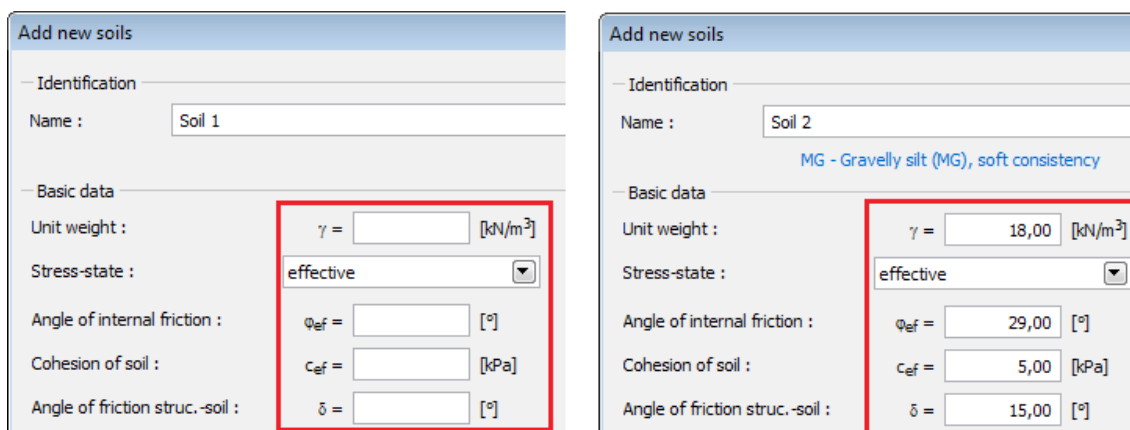 Add new soils
Identification
Name : Soil 1
Basic data
Unit weight : γ = [kN/m³]
Stress-state : effective
Angle of internal friction : φef = [°]
Cohesion of soil : cef = [kPa]
Angle of friction struc.-soil : δ = [°]
Add new soils
Identification
Name : Soil 2
MG - Gravelly silt (MG), soft consistency
Basic data
Unit weight : γ = 18,00 [kN/m³]
Stress-state : effective
Angle of internal friction : φef = 29,00 [°]
Cohesion of soil : cef = 5,00 [kPa]
Angle of friction struc.-soil : δ = 15,00 [°]